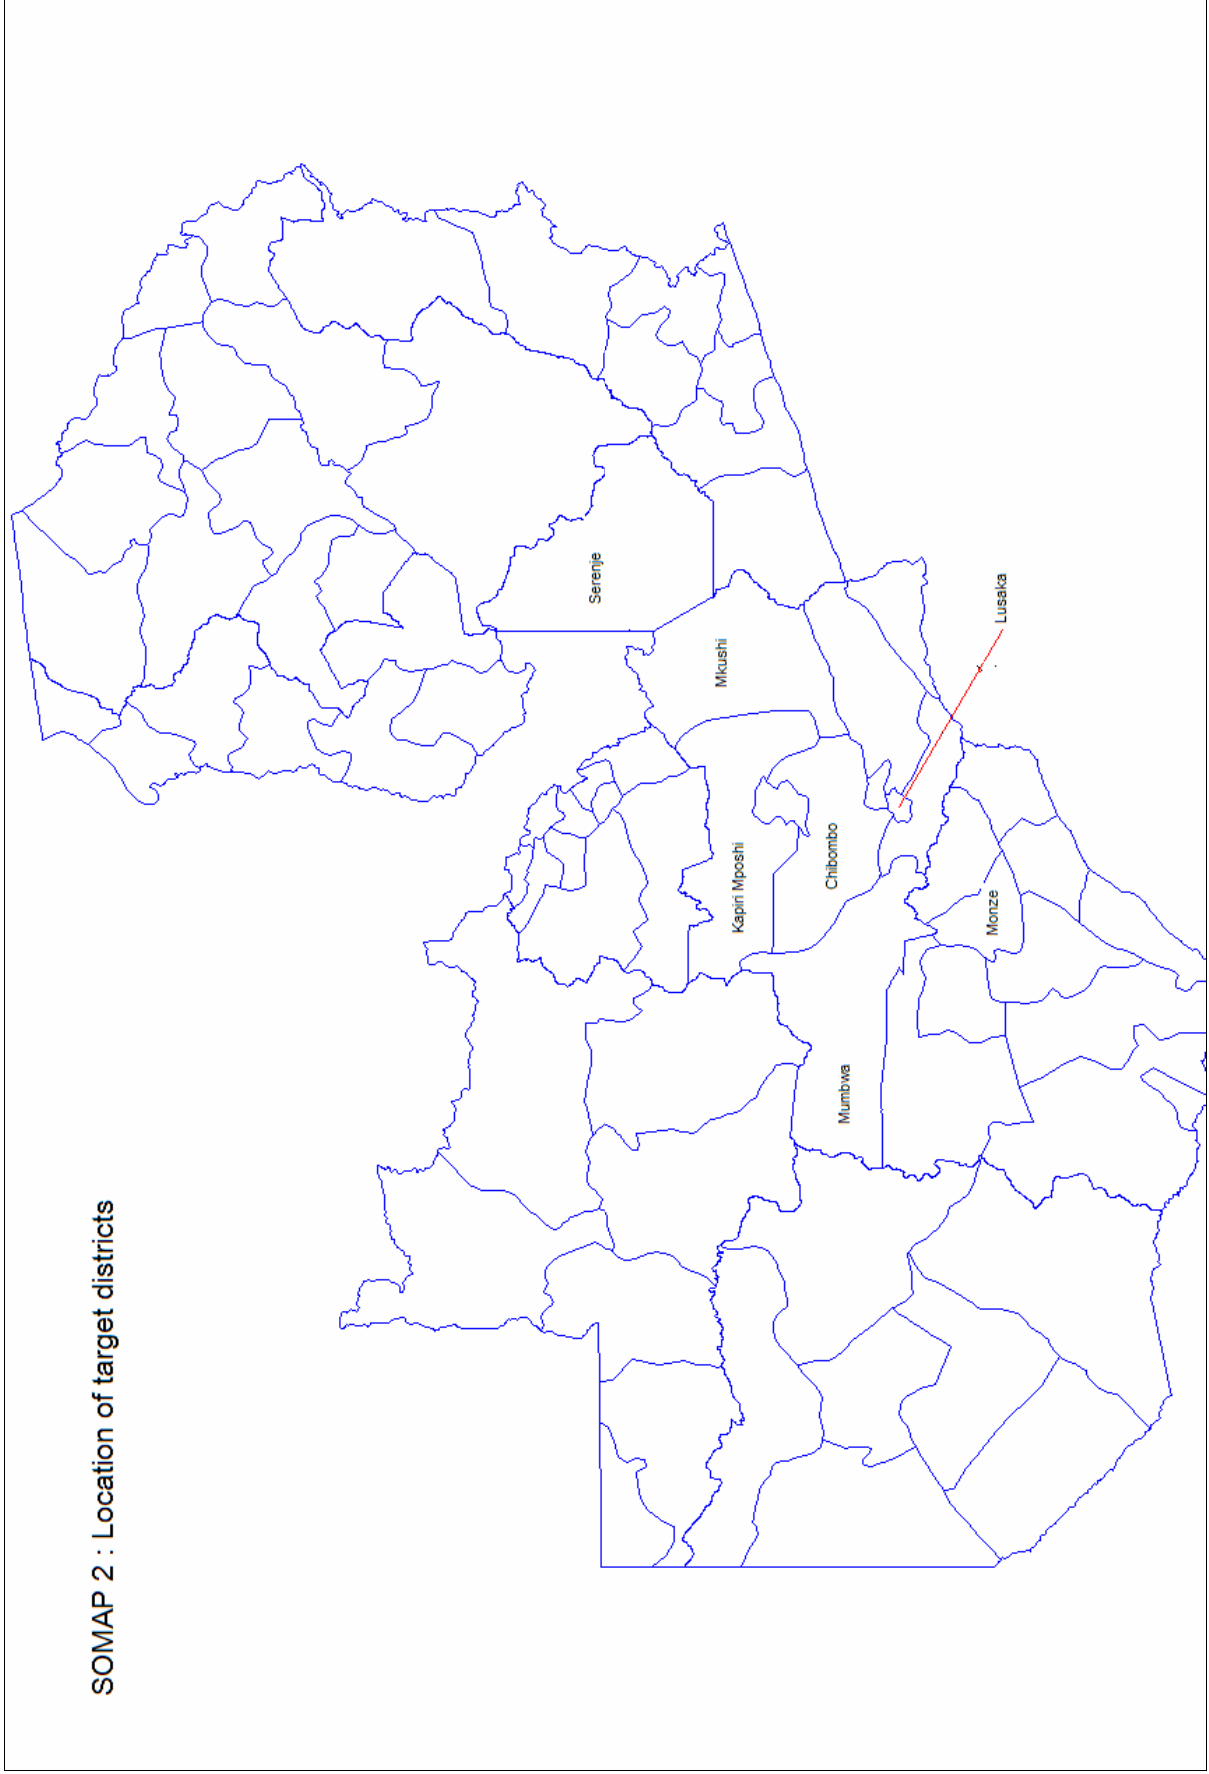 SOMAP 2 : Location of target districts
Serenje
Mkushi
Kapiri Mposhi
Chibombo
Lusaka
Mumbwa
Monze